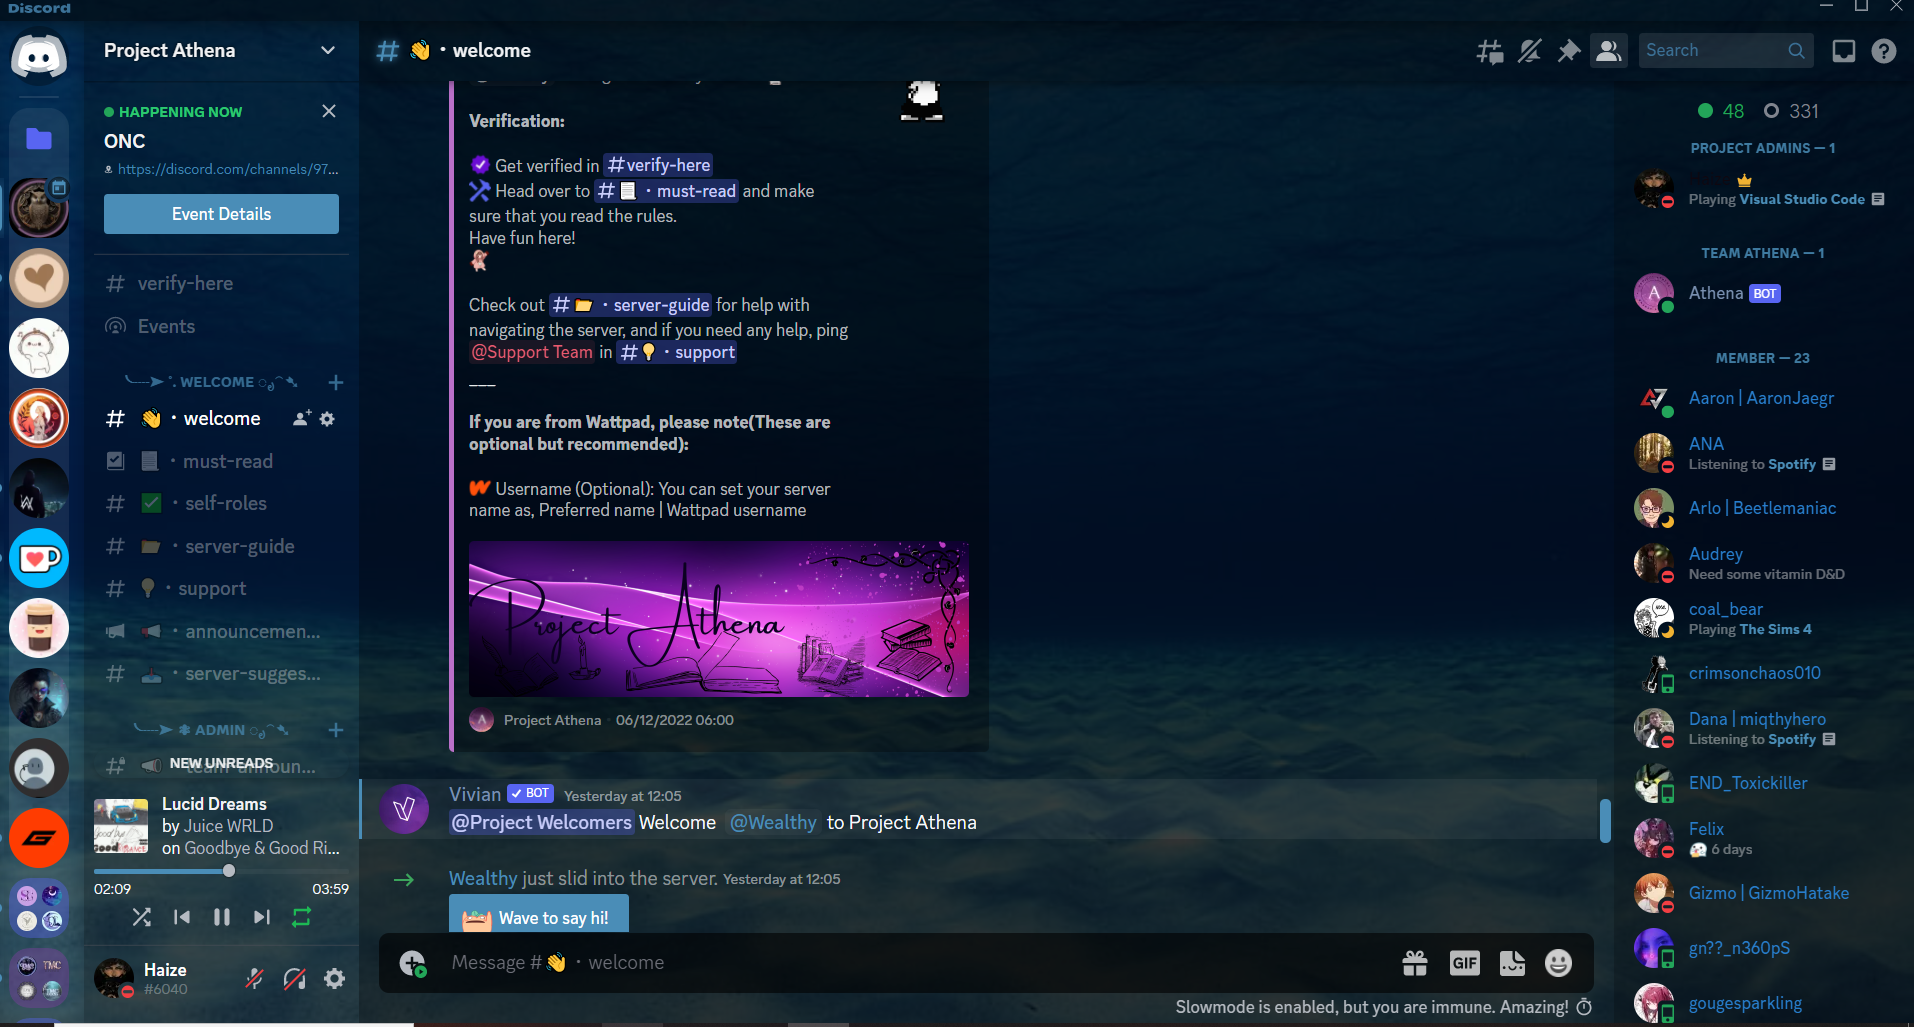 Discord
Project Athena
HAPPENING NOW
ONC
https://discord.com/channels/97...
Event Details
verify-here
Events
WELCOME
welcome
must-read
self-roles
server-guide
support
announcemen...
server-sugges...
ADMIN
NEW UNREADS
team-announ...
Lucid Dreams
by Juice WRLD
on Goodbye & Good Ri...
02:09 03:59
Haize
#6040
# 👋・welcome
Search
Verification:
Get verified in #verify-here
Head over to #📃・must-read and make
sure that you read the rules.
Have fun here!
Check out #📂・server-guide for help with
navigating the server, and if you need any help, ping
@Support Team in #💡・support
___
If you are from Wattpad, please note(These are
optional but recommended):
Username (Optional): You can set your server
name as, Preferred name | Wattpad username
Project Athena
A Project Athena 06/12/2022 06:00
Vivian ✓ BOT Yesterday at 12:05
@Project Welcomers Welcome @Wealthy to Project Athena
Wealthy just slid into the server. Yesterday at 12:05
Wave to say hi!
Message #👋・welcome
GIF
Slowmode is enabled, but you are immune. Amazing!
48 331
PROJECT ADMINS — 1
Playing Visual Studio Code
TEAM ATHENA — 1
A Athena BOT
MEMBER — 23
Aaron | AaronJaegr
ANA
Listening to Spotify
Arlo | Beetlemaniac
Audrey
Need some vitamin D&D
coal_bear
Playing The Sims 4
crimsonchaos010
Dana | miqthyhero
Listening to Spotify
END_Toxickiller
Felix
6 days
Gizmo | GizmoHatake
gn??_n360pS
gougesparkling